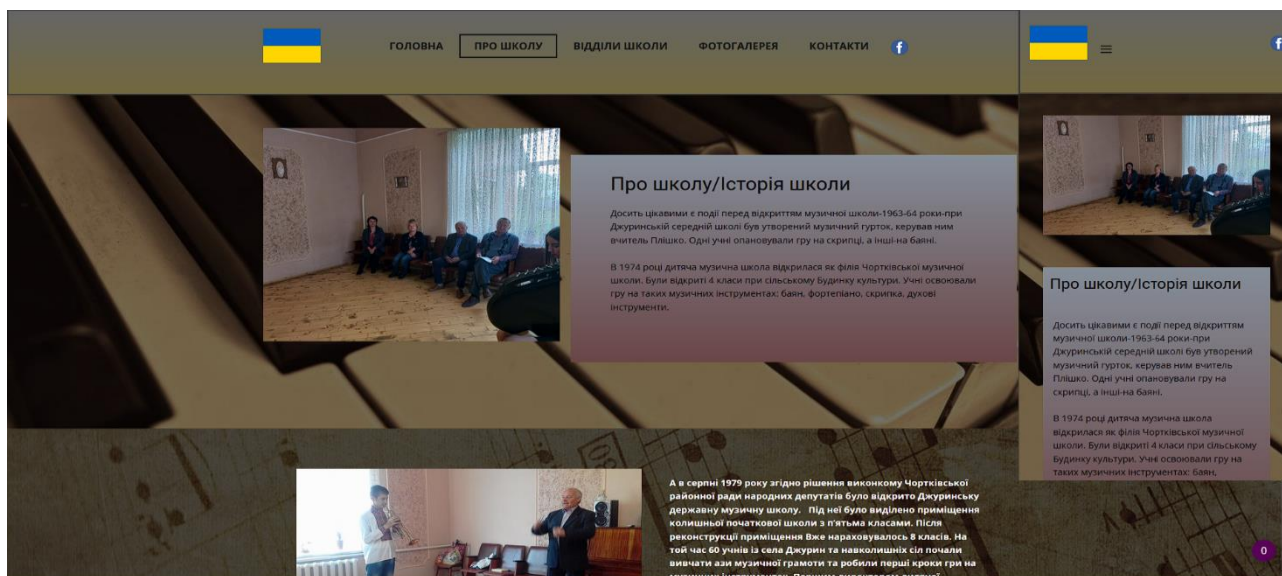 ГОЛОВНА ПРО ШКОЛУ ВІДДІЛИ ШКОЛИ ФОТОГАЛЕРЕЯ КОНТАКТИ f
f
Про школу/Історія школи
Досить цікавими є події перед відкриттям музичної школи-1963-64 роки-при
Джуринській середній школі був утворений музичний гурток, керував ним
вчитель Плішко. Одні учні опановували гру на скрипці, а інші-на баяні.
В 1974 році дитяча музична школа відкрилася як філія Чортківської музичної
школи. Були відкриті 4 класи при сільському Будинку культури. Учні освоювали
гру на таких музичних інструментах: баян, фортепіано, скрипка, духові
інструменти.
А в серпні 1979 року згідно рішення виконкому Чортківської
районної ради народних депутатів було відкрито Джуринську
державну музичну школу. Під неї було виділено приміщення
колишньої початкової школи з п'ятьма класами. Після
реконструкції приміщення Вже нараховувалось 8 класів. На
той час 60 учнів із села Джурин та навколишніх сіл почали
вивчати ази музичної грамоти та робили перші кроки гри на
Про школу/Історія школи
Досить цікавими є події перед відкриттям
музичної школи-1963-64 роки-при
Джуринській середній школі був утворений
музичний гурток, керував ним вчитель
Плішко. Одні учні опановували гру на
скрипці, а інші-на баяні.
В 1974 році дитяча музична школа
відкрилася як філія Чортківської музичної
школи. Були відкриті 4 класи при сільському
Будинку культури. Учні освоювали гру на
таких музичних інструментах: баян,
0